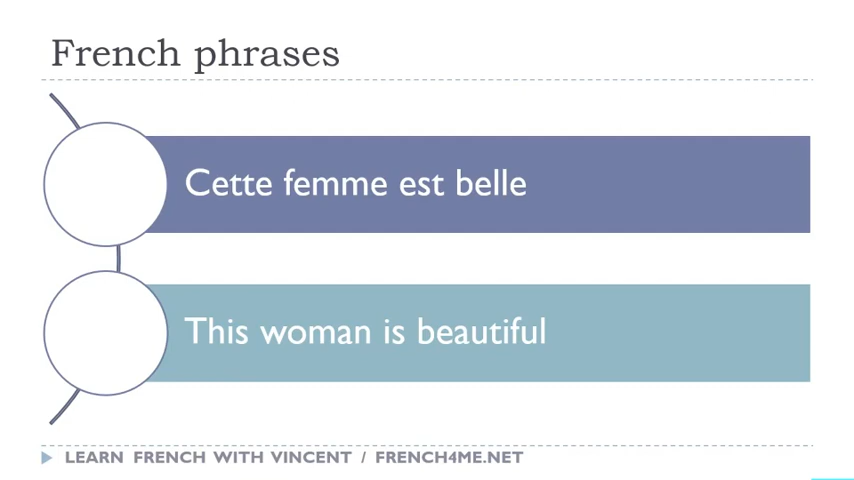 French phrases
Cette femme est belle
This woman is beautiful
LEARN FRENCH WITH VINCENT / FRENCH4ME.NET